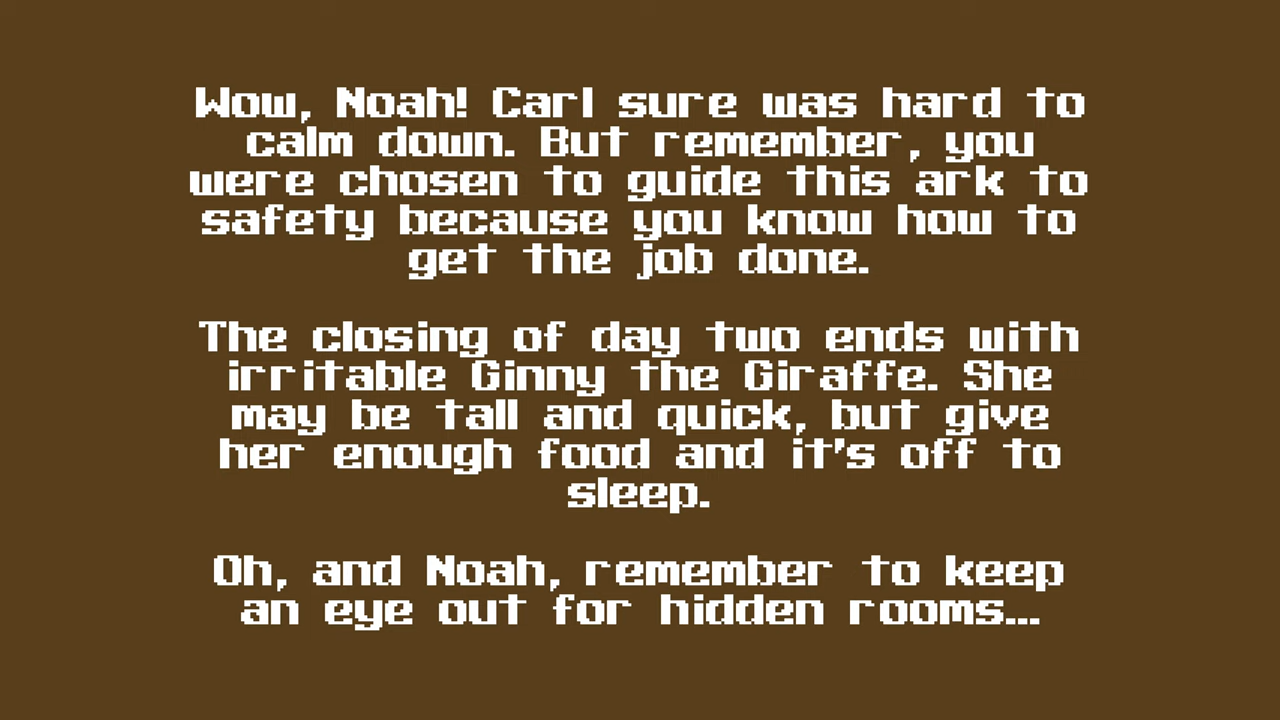 Wow, Noah! Carl sure was hard to
calm down. But remember, you
were chosen to guide this ark to
safety because you know how to
get the job done.
The closing of day two ends with
irritable Ginny the Giraffe. She
may be tall and quick, but give
her enough food and it's off to
sleep.
Oh, and Noah, remember to keep
an eye out for hidden rooms...